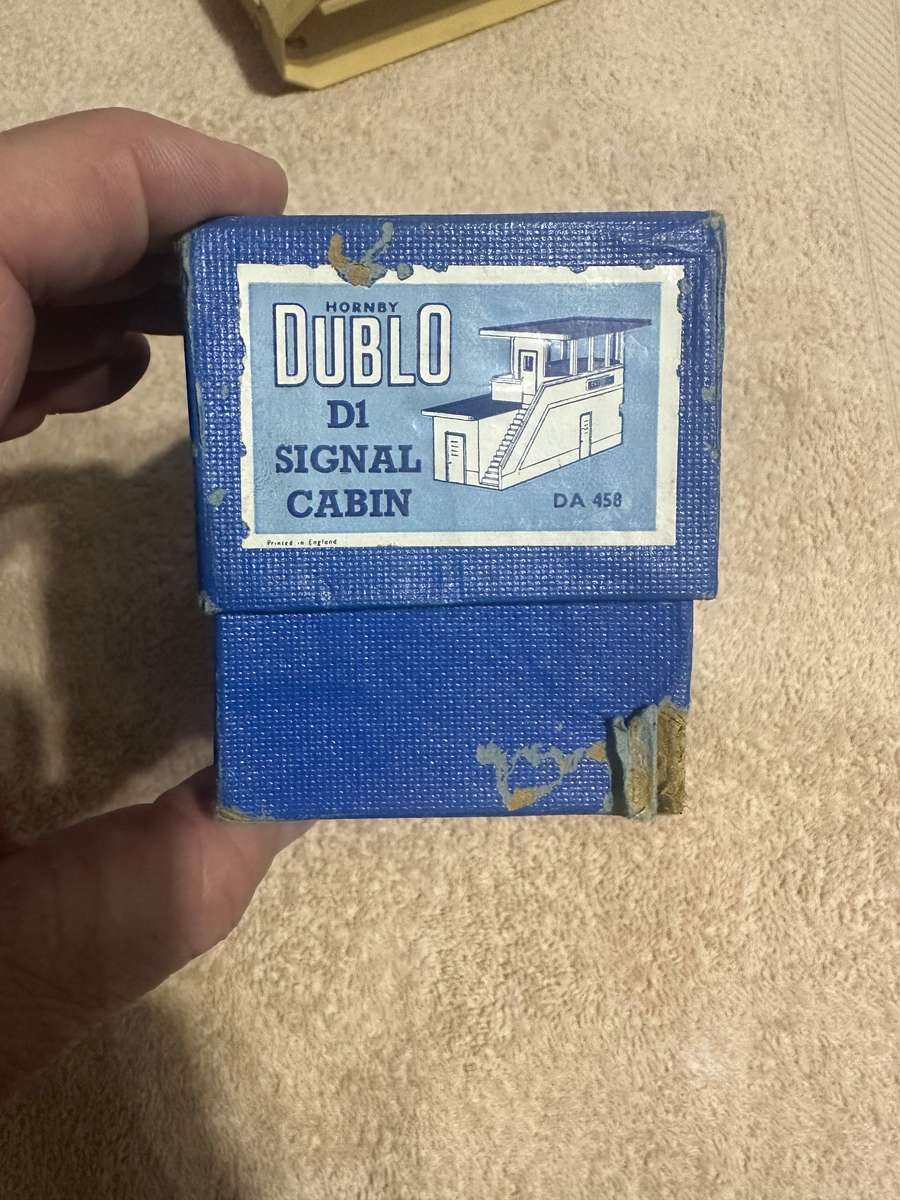 HORNBY
DUBLO
D1
SIGNAL
CABIN
DA 458
Printed in England